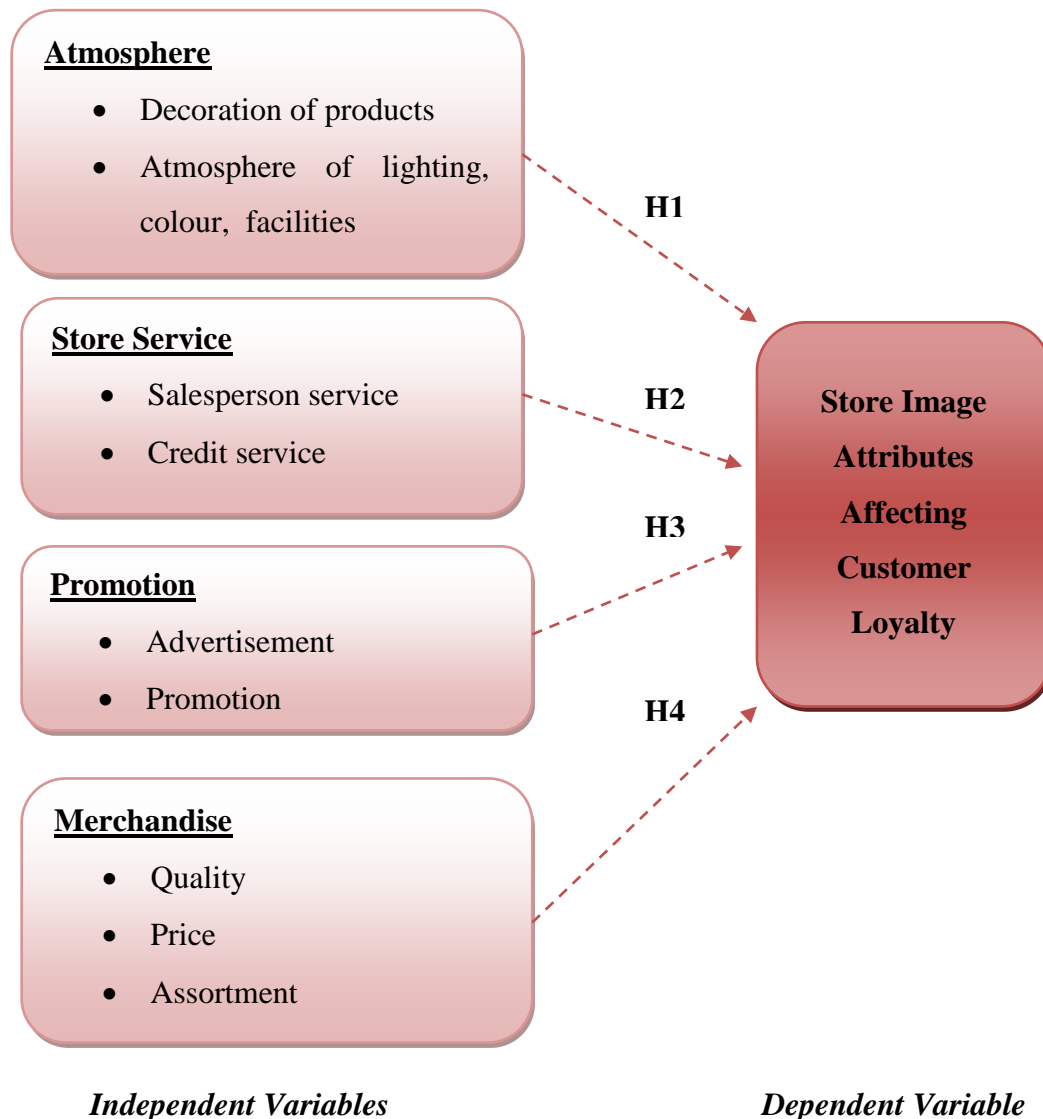 Atmosphere
• Decoration of products
• Atmosphere of lighting,
colour, facilities
H1
Store Service
• Salesperson service
• Credit service
H2
Promotion
• Advertisement
• Promotion
H3
Merchandise
• Quality
• Price
• Assortment
H4
Store Image
Attributes
Affecting
Customer
Loyalty
Independent Variables
Dependent Variable